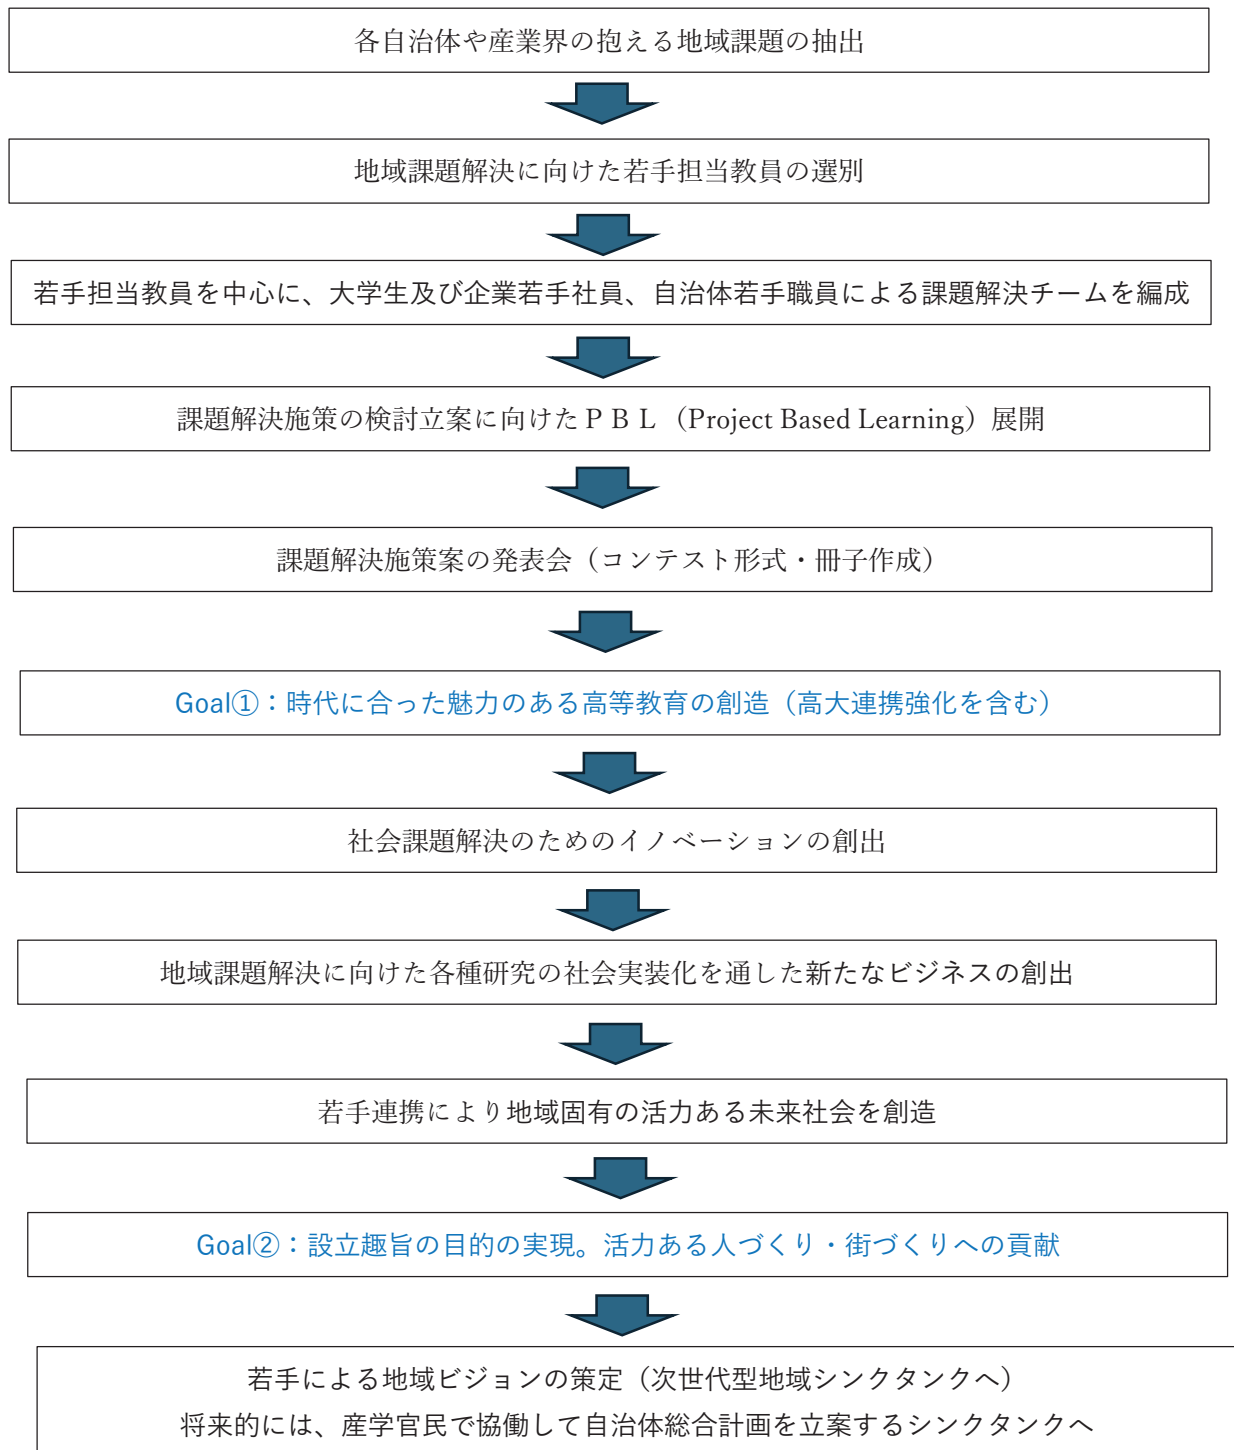 各自治体や産業界の抱える地域課題の抽出
地域課題解決に向けた若手担当教員の選別
若手担当教員を中心に、大学生及び企業若手社員、自治体若手職員による課題解決チームを編成
課題解決施策の検討立案に向けたＰＢＬ（Project Based Learning）展開
課題解決施策案の発表会（コンテスト形式・冊子作成）
Goal①：時代に合った魅力のある高等教育の創造（高大連携強化を含む）
社会課題解決のためのイノベーションの創出
地域課題解決に向けた各種研究の社会実装化を通した新たなビジネスの創出
若手連携により地域固有の活力ある未来社会を創造
Goal②：設立趣旨の目的の実現。活力ある人づくり・街づくりへの貢献
若手による地域ビジョンの策定（次世代型地域シンクタンクへ）
将来的には、産学官民で協働して自治体総合計画を立案するシンクタンクへ